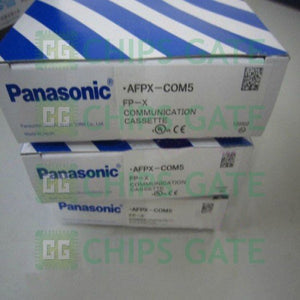 CHIPS GATE
Panasonic
·AFPX-COM5
FP-X
COMMUNICATION
CASSETTE
CHIPS GATE
Panasonic
·AFPX-COM5
FP-X
COMMUNICATION
CASSETTE
Panasonic
·AFPX-COM5
FP-X
CHIPS GATE